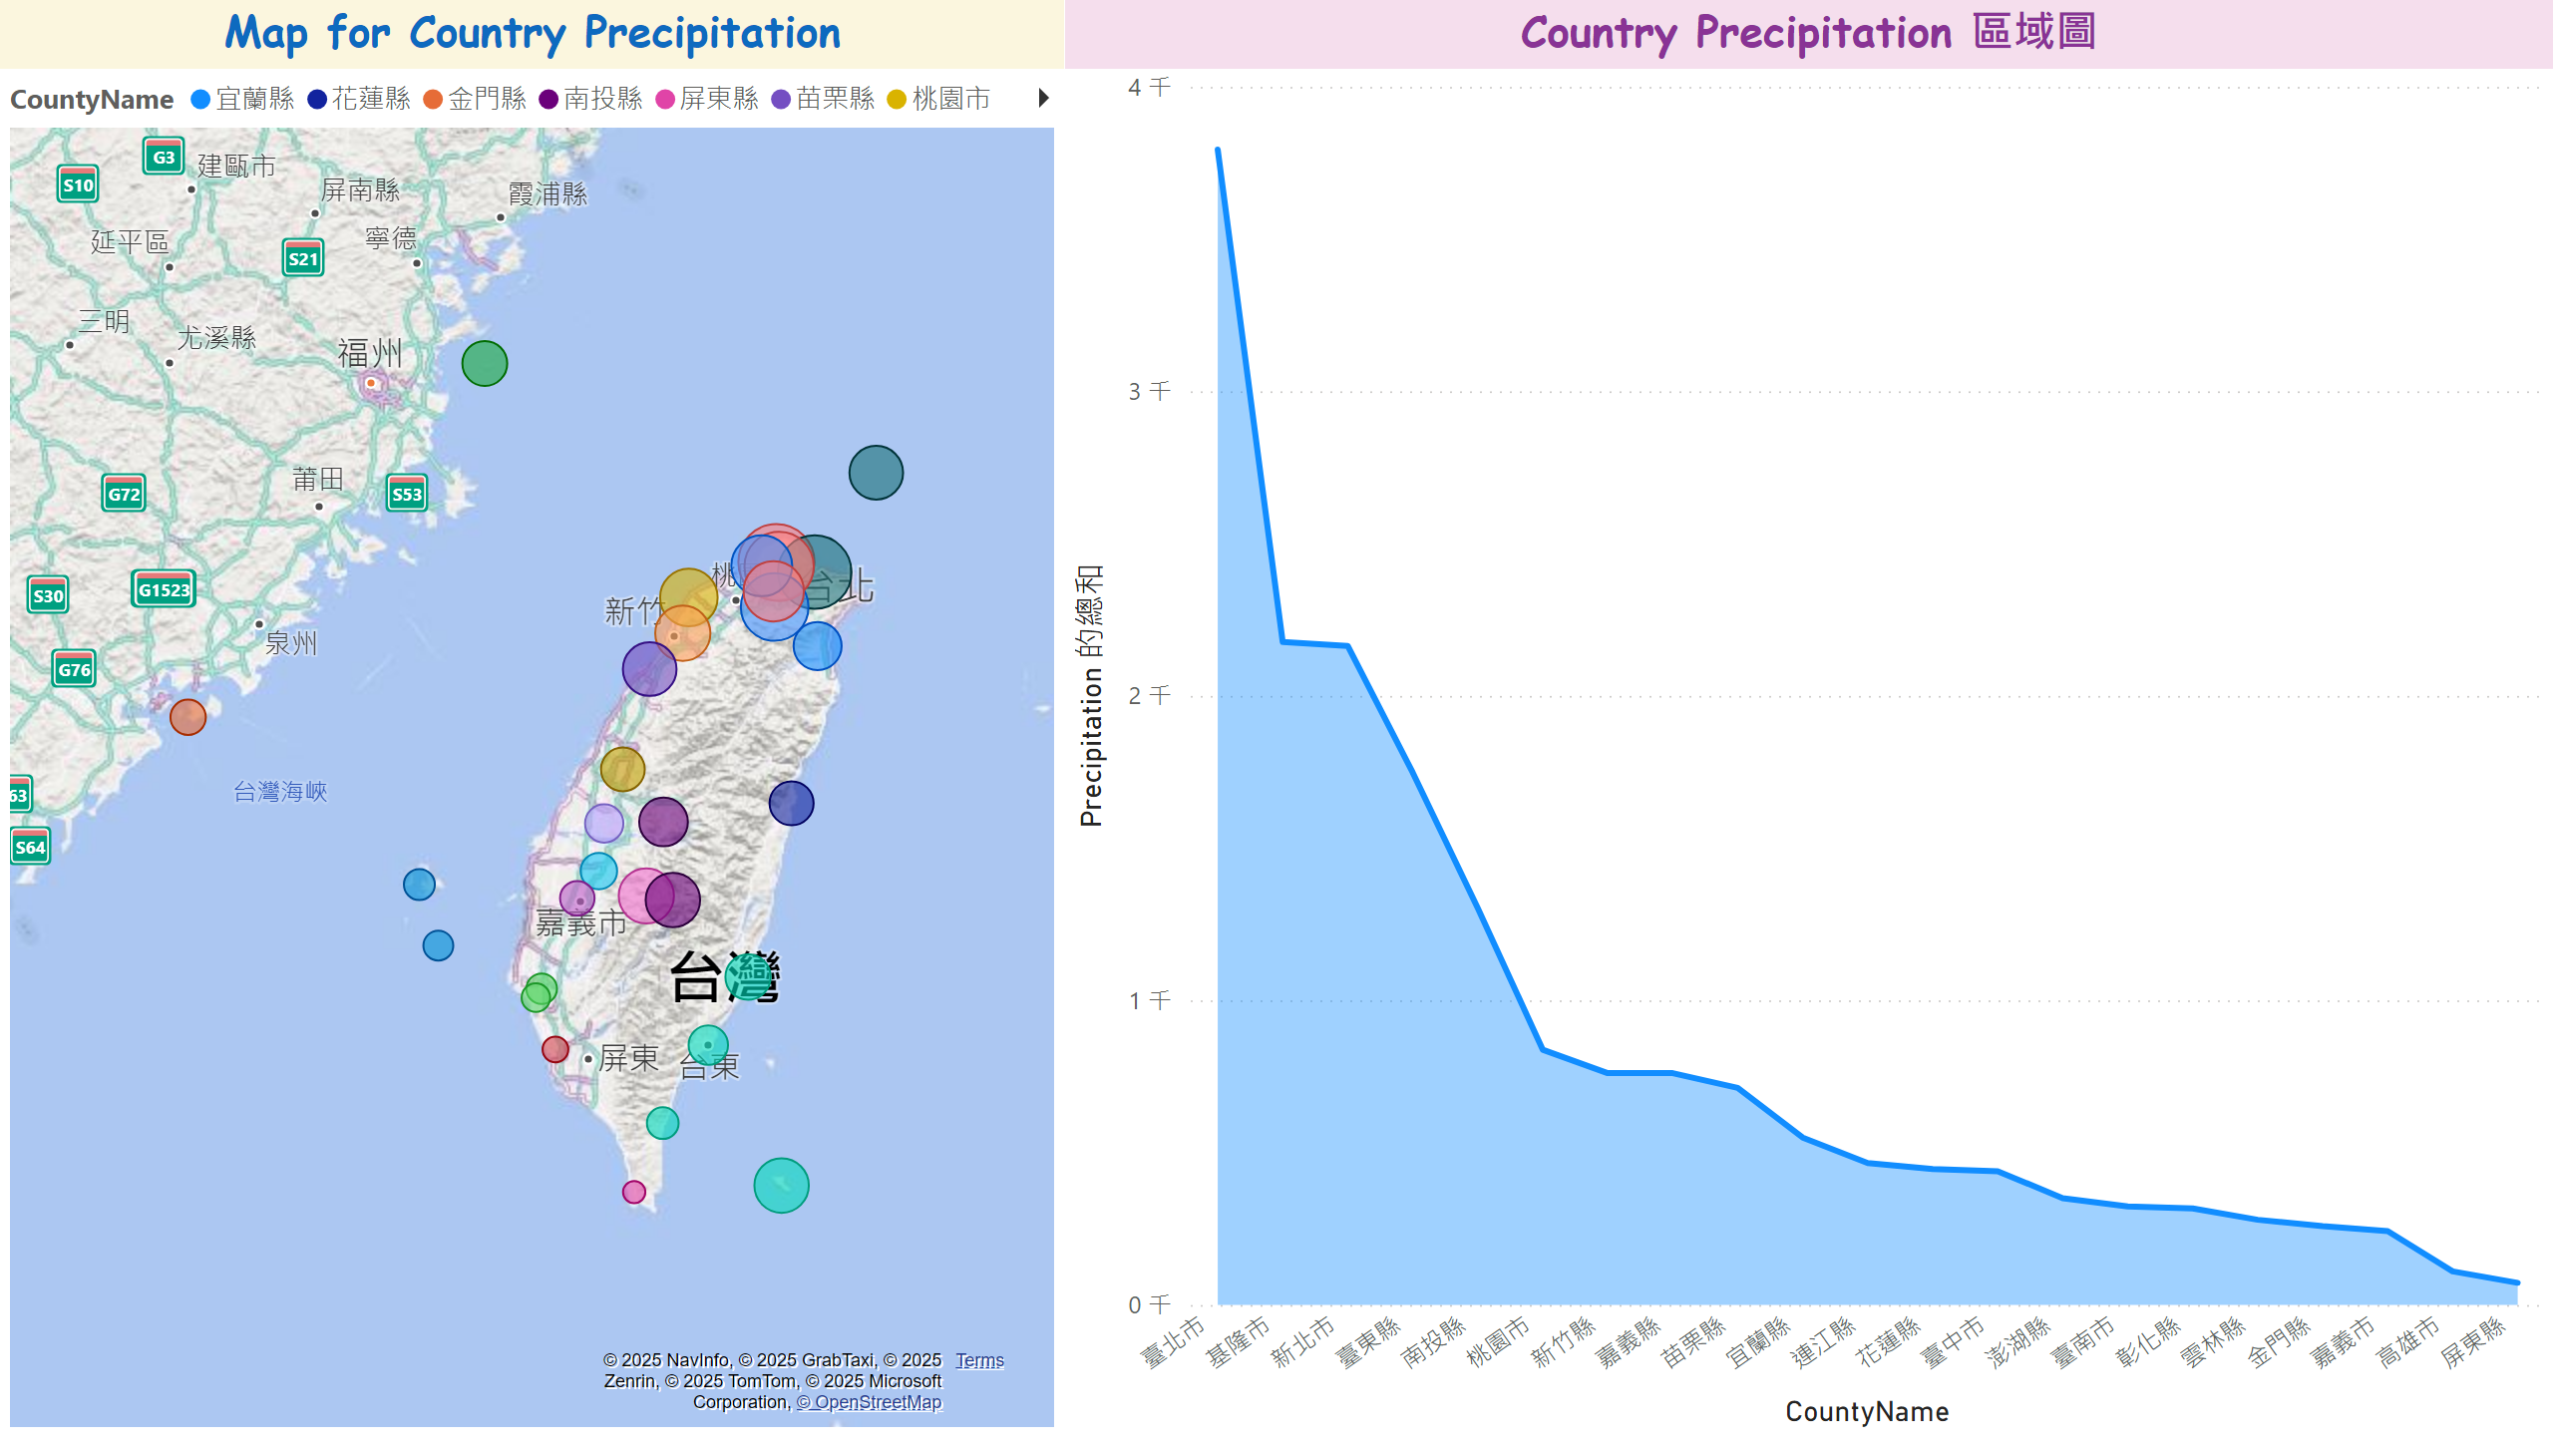 Map for Country Precipitation
CountyName 宜蘭縣 花蓮縣 金門縣 南投縣 屏東縣 苗栗縣 桃園市
G3
建甌市
S10
屏南縣
霞浦縣
延平區
寧德
S21
三明
尤溪縣
福州
莆田
G72
S53
桃
台北
S30
G1523
新竹
泉州
G76
台灣海峽
63
S64
嘉義市
台灣
屏東
台東
© 2025 NavInfo, © 2025 GrabTaxi, © 2025 Terms
Zenrin, © 2025 TomTom, © 2025 Microsoft
Corporation, © OpenStreetMap
Country Precipitation 區域圖
4 千
3 千
2 千
1 千
0 千
Precipitation 的總和
臺北市
基隆市
新北市
臺東縣
南投縣
桃園市
新竹縣
嘉義縣
苗栗縣
宜蘭縣
連江縣
花蓮縣
臺中市
澎湖縣
臺南市
彰化縣
雲林縣
金門縣
嘉義市
高雄市
屏東縣
CountyName